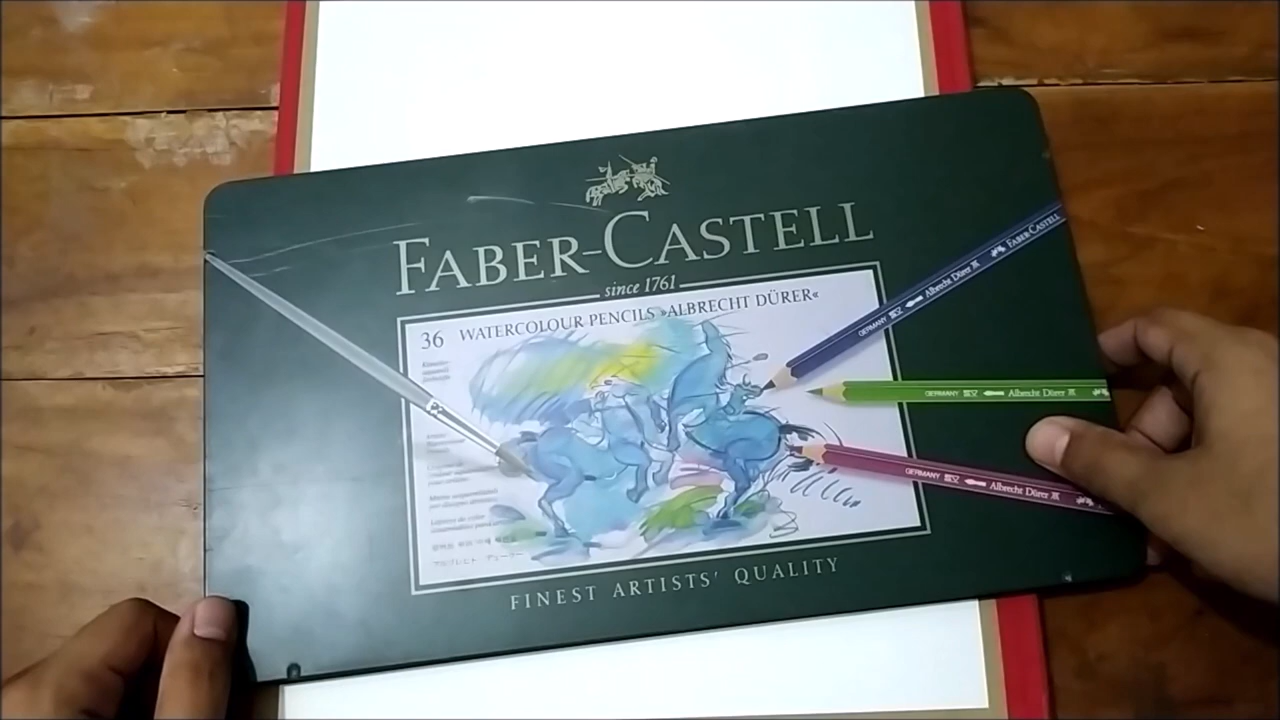 FABER-CASTELL
since 1761
36 WATERCOLOUR PENCILS »ALBRECHT DÜRER«
FABER-CASTELL
Albrecht Dürer
GERMANY
GERMANY Albrecht Dürer
GERMANY Albrecht Dürer
FINEST ARTISTS' QUALITY